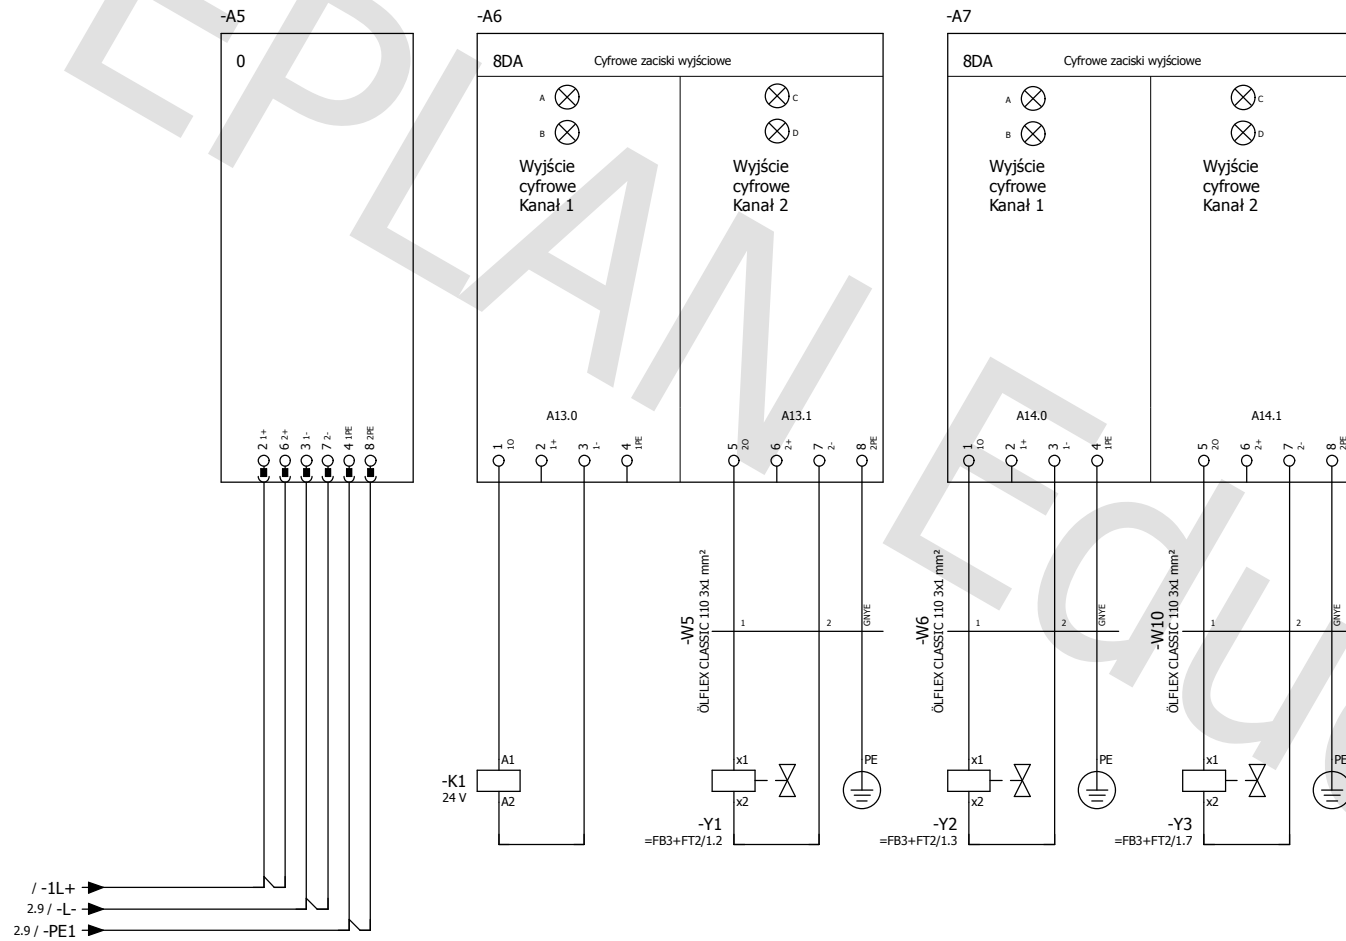 -A5
-A6
-A7
0
8DA Cyfrowe zaciski wyjściowe
8DA Cyfrowe zaciski wyjściowe
A
C
A
C
B
D
B
D
Wyjście
cyfrowe
Kanał 1
Wyjście
cyfrowe
Kanał 2
Wyjście
cyfrowe
Kanał 1
Wyjście
cyfrowe
Kanał 2
EPLAN Edu
A13.0
A13.1
A14.0
A14.1
2 1+
6 2+
3 1-
7 2-
4 1PE
8 2PE
1 1O
2 1+
3 1-
4 1PE
5 2O
6 2+
7 2-
8 2PE
1 1O
2 1+
3 1-
4 1PE
5 2O
6 2+
7 2-
8 2PE
-W5
ÖLFLEX CLASSIC 110 3x1 mm²
1
2
GNYE
-W6
ÖLFLEX CLASSIC 110 3x1 mm²
1
2
GNYE
-W10
ÖLFLEX CLASSIC 110 3x1 mm²
1
2
GNYE
-K1
24 V
A1
A2
x1
x2
PE
-Y1
=FB3+FT2/1.2
x1
x2
PE
-Y2
=FB3+FT2/1.3
x1
x2
PE
-Y3
=FB3+FT2/1.7
/ -1L+
2.9 / -L-
2.9 / -PE1